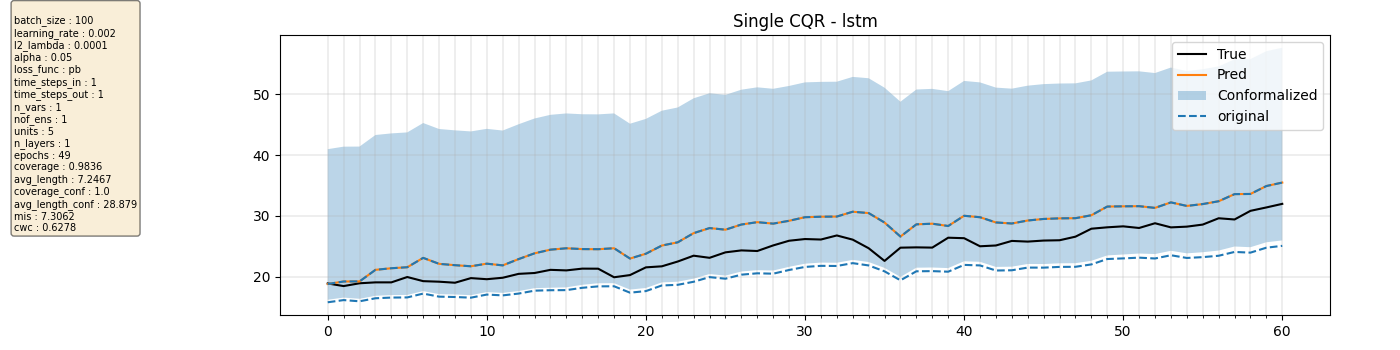 batch_size : 100
learning_rate : 0.002
l2_lambda : 0.0001
alpha : 0.05
loss_func : pb
time_steps_in : 1
time_steps_out : 1
n_vars : 1
nof_ens : 1
units : 5
n_layers : 1
epochs : 49
coverage : 0.9836
avg_length : 7.2467
coverage_conf : 1.0
avg_length_conf : 28.879
mis : 7.3062
cwc : 0.6278
Single CQR - lstm
True
Pred
Conformalized
original
50
40
30
20
0 10 20 30 40 50 60